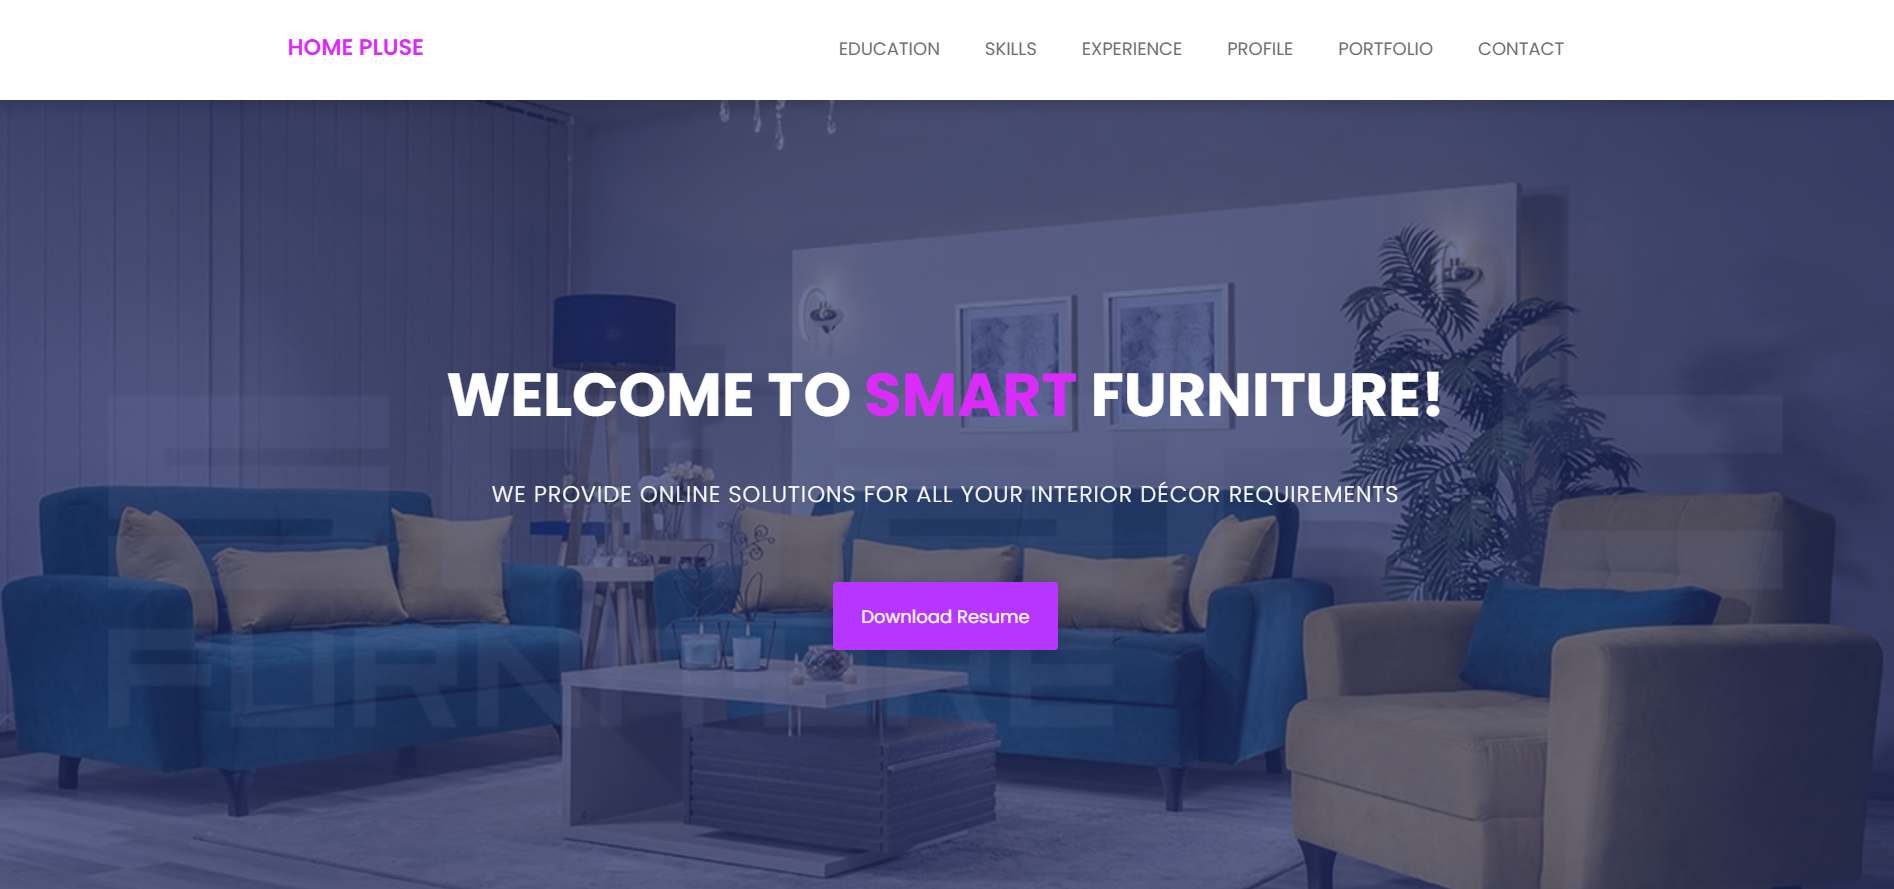 HOME PLUSE
EDUCATION SKILLS EXPERIENCE PROFILE PORTFOLIO CONTACT
WELCOME TO SMART FURNITURE!
WE PROVIDE ONLINE SOLUTIONS FOR ALL YOUR INTERIOR DÉCOR REQUIREMENTS
Download Resume
FURNITURE